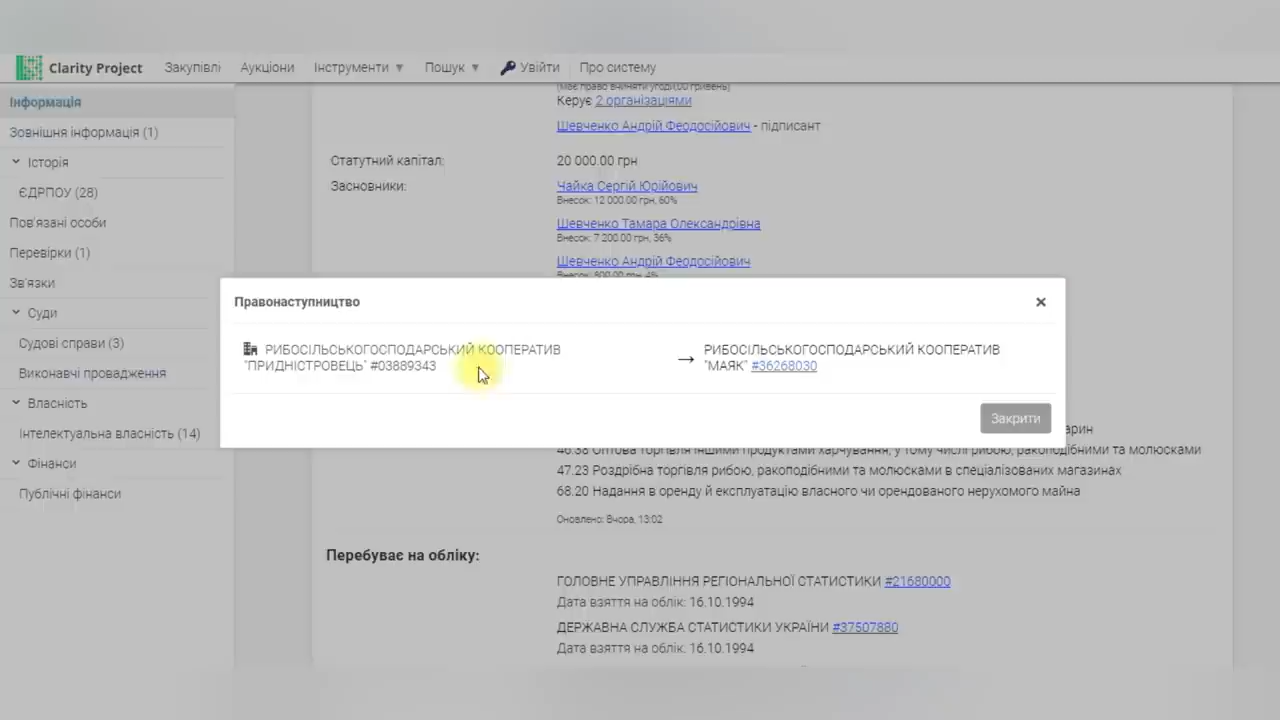 Clarity Project Закупівлі Аукціони Інструменти ▼ Пошук ▼ Увійти Про систему
Інформація
Зовнішня інформація (1)
Історія
ЄДРПОУ (28)
Пов'язані особи
Перевірки (1)
Зв'язки
Суди
Судові справи (3)
Виконавчі провадження
Власність
Інтелектуальна власність (14)
Фінанси
Публічні фінанси
Керує 2 організаціями
Шевченко Андрій Феодосійович - підписант
Статутний капітал: 20 000.00 грн
Засновники: Чайка Сергій Юрійович
Внесок: 12 000.00 грн, 60%
Шевченко Тамара Олександрівна
Внесок: 7 200.00 грн, 36%
Шевченко Андрій Феодосійович
Внесок: 800.00 грн, 4%
Правонаступництво ×
РИБОСІЛЬСЬКОГОСПОДАРСЬКИЙ КООПЕРАТИВ
"ПРИДНІСТРОВЕЦЬ" #03889343
→ РИБОСІЛЬСЬКОГОСПОДАРСЬКИЙ КООПЕРАТИВ
"МАЯК" #36268030
Закрити
46.38 Оптова торгівля іншими продуктами харчування, у тому числі рибою, ракоподібними та молюсками
47.23 Роздрібна торгівля рибою, ракоподібними та молюсками в спеціалізованих магазинах
68.20 Надання в оренду й експлуатацію власного чи орендованого нерухомого майна
Оновлено: Вчора, 13:02
Перебуває на обліку:
ГОЛОВНЕ УПРАВЛІННЯ РЕГІОНАЛЬНОЇ СТАТИСТИКИ #21680000
Дата взяття на облік: 16.10.1994
ДЕРЖАВНА СЛУЖБА СТАТИСТИКИ УКРАЇНИ #37507880
Дата взяття на облік: 16.10.1994